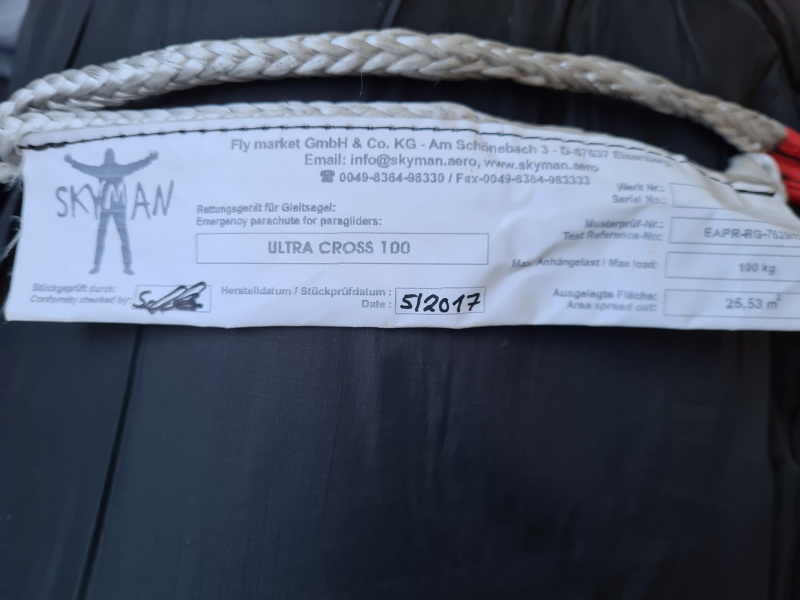 Fly market GmbH & Co. KG - Am Schönebach 3 - D-87637
Email: info@skyman.aero, www.skyman.aero
☎ 0049-8364-98330 / Fax-0049-8364-983333
SKYMAN
Rettungsgerät für Gleitsegel:
Emergency parachute for paragliders:
ULTRA CROSS 100
Stückgeprüft durch:
Conformity checked by:
Herstelldatum / Stückprüfdatum :
Date :
5/2017
Werk Nr.:
Serial No.:
Musterprüf-Nr.:
Test Reference-No:
EAPR-RG-
Max. Anhängelast / Max load:
100 kg
Ausgelegte Fläche:
Area spread out:
25,53 m²